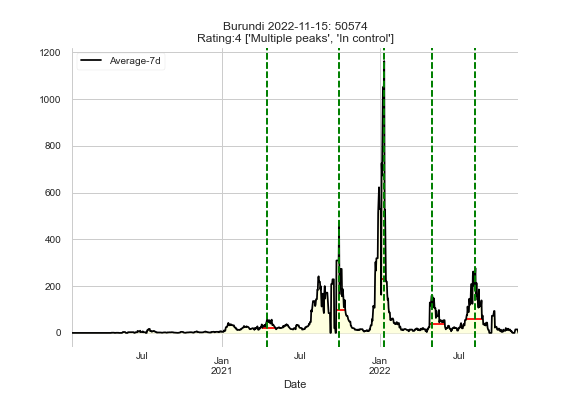 Burundi 2022-11-15: 50574
Rating:4 ['Multiple peaks', 'In control']
Average-7d
1200
1000
800
600
400
200
0
Jul
Jan
2021
Jul
Jan
2022
Jul
Date